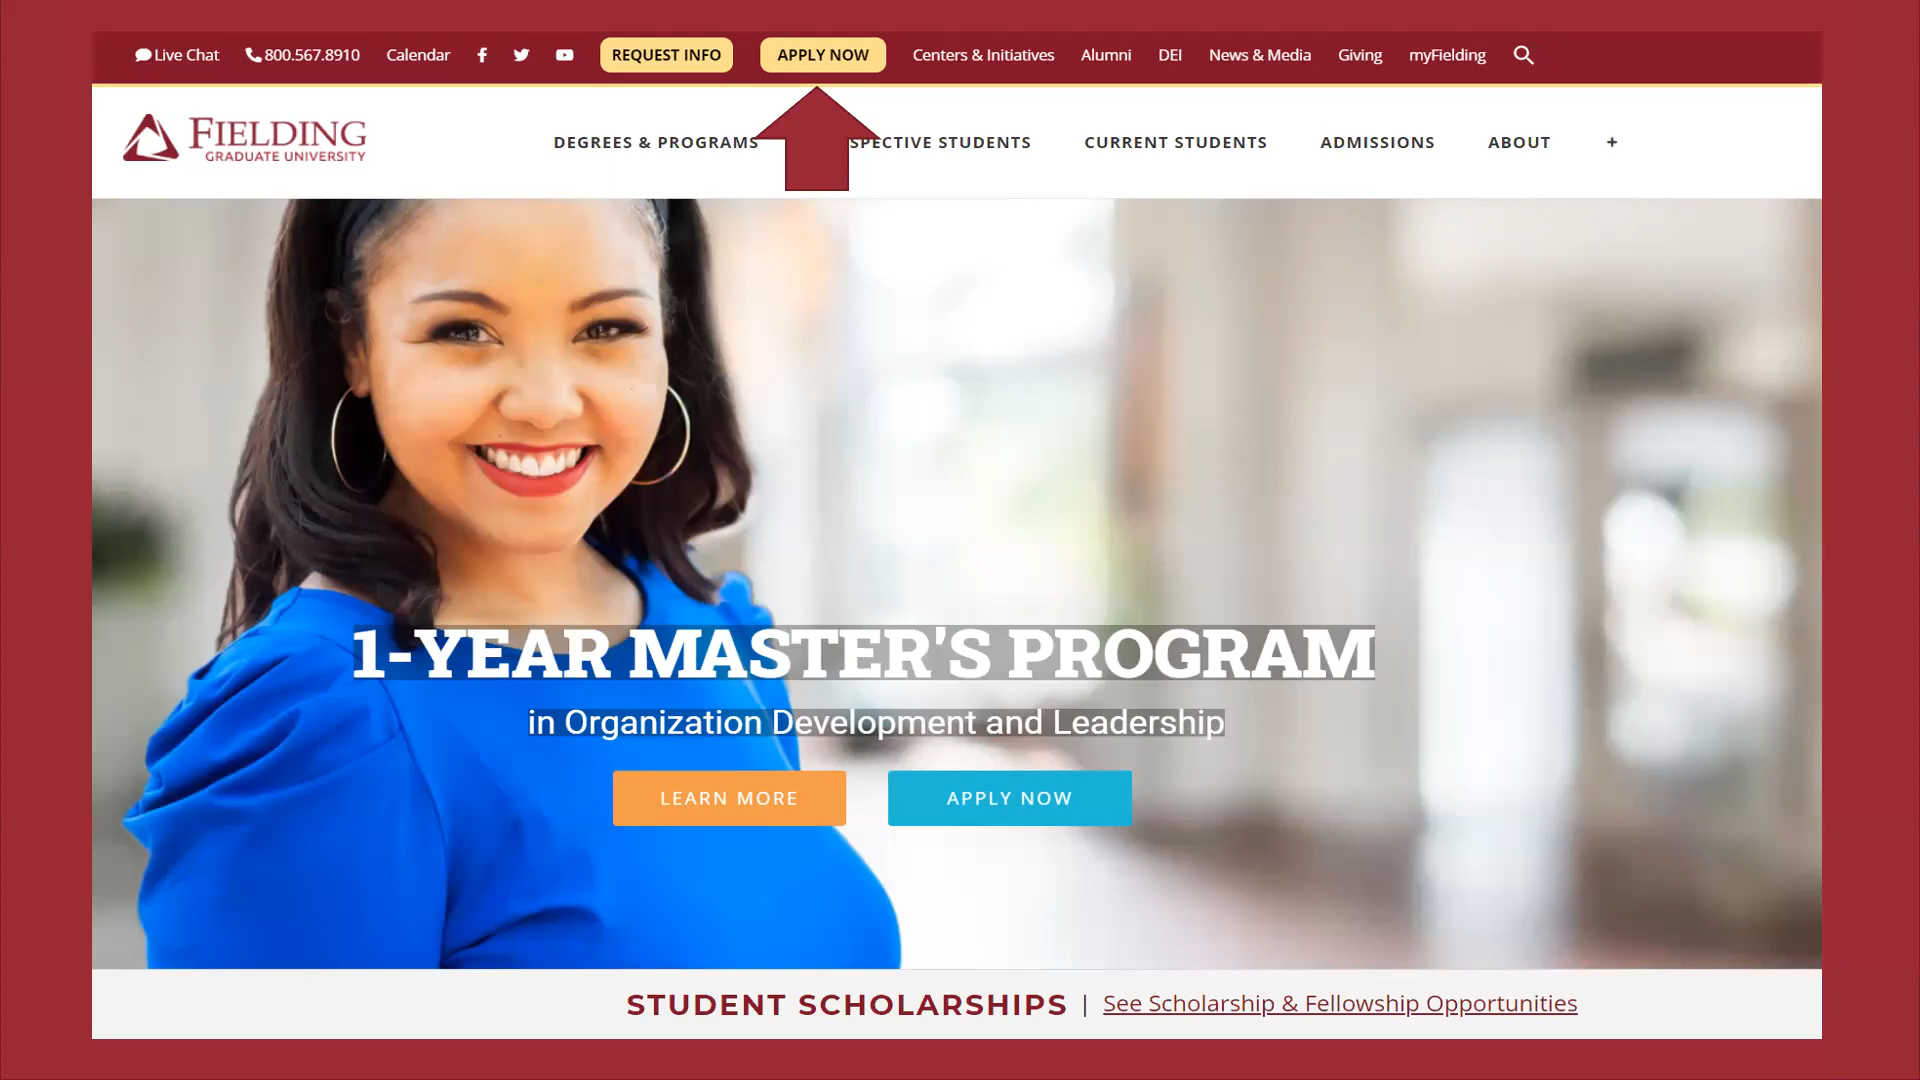 Live Chat 800.567.8910 Calendar REQUEST INFO APPLY NOW Centers & Initiatives Alumni DEI News & Media Giving myFielding
FIELDING
GRADUATE UNIVERSITY
DEGREES & PROGRAMS SPECTIVE STUDENTS CURRENT STUDENTS ADMISSIONS ABOUT +
1-YEAR MASTER'S PROGRAM
in Organization Development and Leadership
LEARN MORE APPLY NOW
STUDENT SCHOLARSHIPS | See Scholarship & Fellowship Opportunities